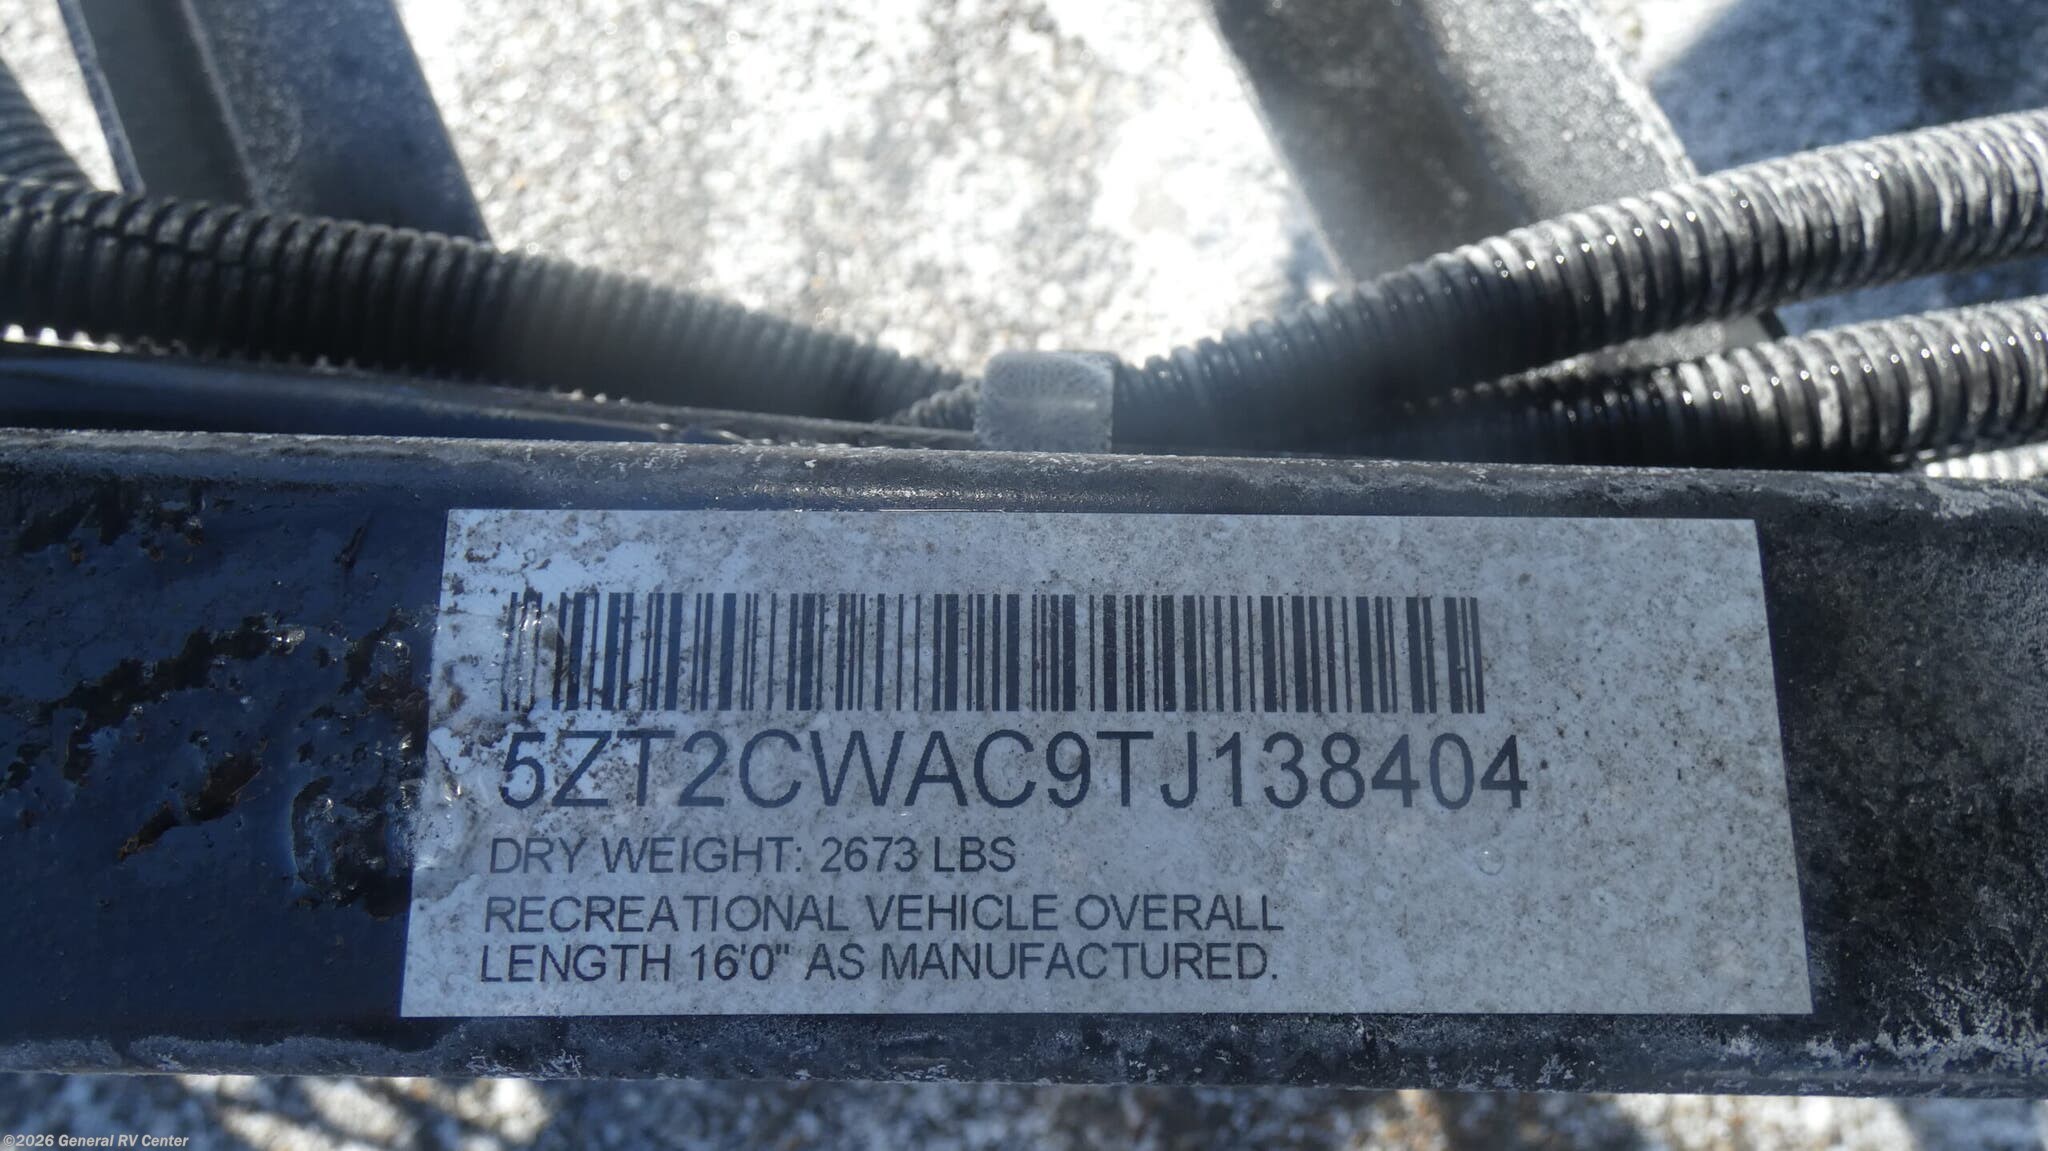 5ZT2CWAC9TJ138404
DRY WEIGHT: 2673 LBS
RECREATIONAL VEHICLE OVERALL
LENGTH 16'0" AS MANUFACTURED.
©2026 General RV Center